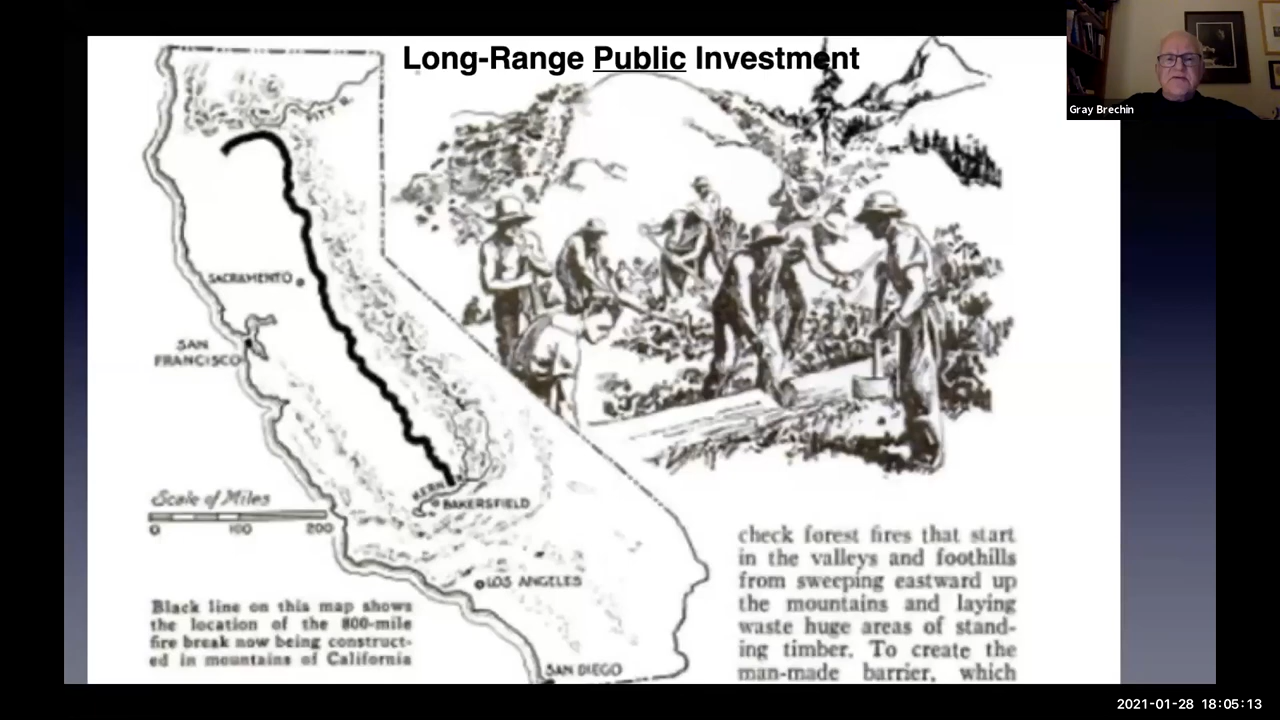 Long-Range Public Investment
Gray Brechin
PITT R.
SACRAMENTO
SAN
FRANCISCO
KERN
BAKERSFIELD
Scale of Miles
0 100 200
LOS ANGELES
SAN DIEGO
Black line on this map shows
the location of the 800-mile
fire break now being construct-
ed in mountains of California
check forest fires that start
in the valleys and foothills
from sweeping eastward up
the mountains and laying
waste huge areas of stand-
ing timber. To create the
man-made barrier, which
2021-01-28 18:05:13